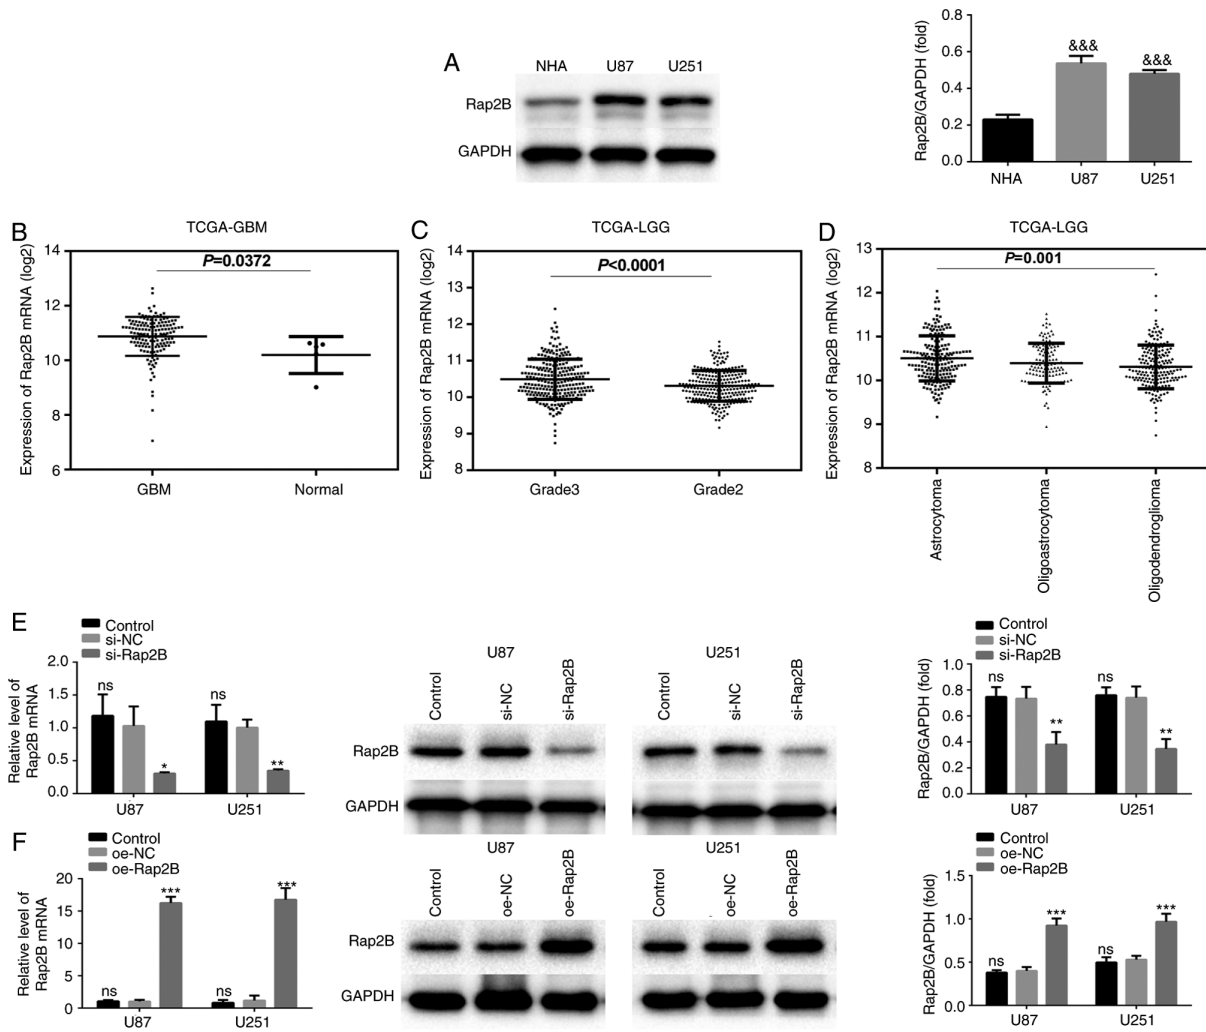 A
NHA U87 U251
Rap2B
GAPDH
Rap2B/GAPDH (fold)
0.8
0.6
0.4
0.2
0.0
&&&
&&&
NHA U87 U251
B
TCGA-GBM
Expression of Rap2B mRNA (log2)
14
12
10
8
6
P=0.0372
GBM Normal
C
TCGA-LGG
Expression of Rap2B mRNA (log2)
14
13
12
11
10
9
8
P<0.0001
Grade3 Grade2
D
TCGA-LGG
Expression of Rap2B mRNA (log2)
13
12
11
10
9
8
P=0.001
Astrocytoma
Oligoastrocytoma
Oligodendroglioma
E
Control
si-NC
si-Rap2B
Relative level of
Rap2B mRNA
2.0
1.5
1.0
0.5
0.0
ns
*
ns
**
U87 U251
U87
Control
si-NC
si-Rap2B
U251
Control
si-NC
si-Rap2B
Rap2B
GAPDH
Control
si-NC
si-Rap2B
Rap2B/GAPDH (fold)
1.0
0.8
0.6
0.4
0.2
0.0
ns
**
ns
**
U87 U251
F
Control
oe-NC
oe-Rap2B
Relative level of
Rap2B mRNA
20
15
10
5
0
ns
***
ns
***
U87 U251
U87
Control
oe-NC
oe-Rap2B
U251
Control
oe-NC
oe-Rap2B
Rap2B
GAPDH
Control
oe-NC
oe-Rap2B
Rap2B/GAPDH (fold)
1.5
1.0
0.5
0.0
ns
***
ns
***
U87 U251